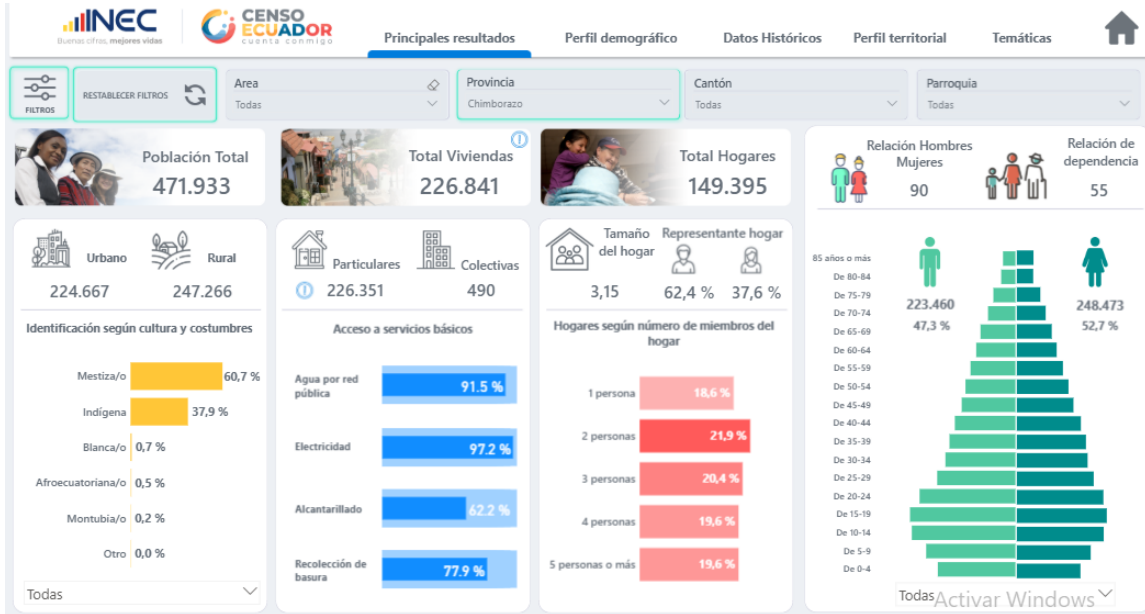 INEC
Buenas cifras, mejores vidas
CENSO
ECUADOR
cuenta conmigo
Principales resultados
Perfil demográfico
Datos Históricos
Perfil territorial
Temáticas
FILTROS
RESTABLECER FILTROS
Area
Todas
Provincia
Chimborazo
Cantón
Todas
Parroquia
Todas
Población Total
471.933
Total Viviendas
226.841
Total Hogares
149.395
Relación Hombres
Mujeres
90
Relación de
dependencia
55
Urbano
224.667
Rural
247.266
Identificación según cultura y costumbres
Mestiza/o 60,7 %
Indígena 37,9 %
Blanca/o 0,7 %
Afroecuatoriana/o 0,5 %
Montubia/o 0,2 %
Otro 0,0 %
Todas
Particulares
226.351
Colectivas
490
Acceso a servicios básicos
Agua por red
pública
91.5 %
Electricidad 97.2 %
Alcantarillado 62.2 %
Recolección de
basura
77.9 %
Tamaño
del hogar
3,15
Representante hogar
62,4 % 37,6 %
Hogares según número de miembros del
hogar
1 persona 18,6 %
2 personas 21,9 %
3 personas 20,4 %
4 personas 19,6 %
5 personas o más 19,6 %
223.460
47,3 %
248.473
52,7 %
85 años o más
De 80-84
De 75-79
De 70-74
De 65-69
De 60-64
De 55-59
De 50-54
De 45-49
De 40-44
De 35-39
De 30-34
De 25-29
De 20-24
De 15-19
De 10-14
De 5-9
De 0-4
Todas
Activar Windows